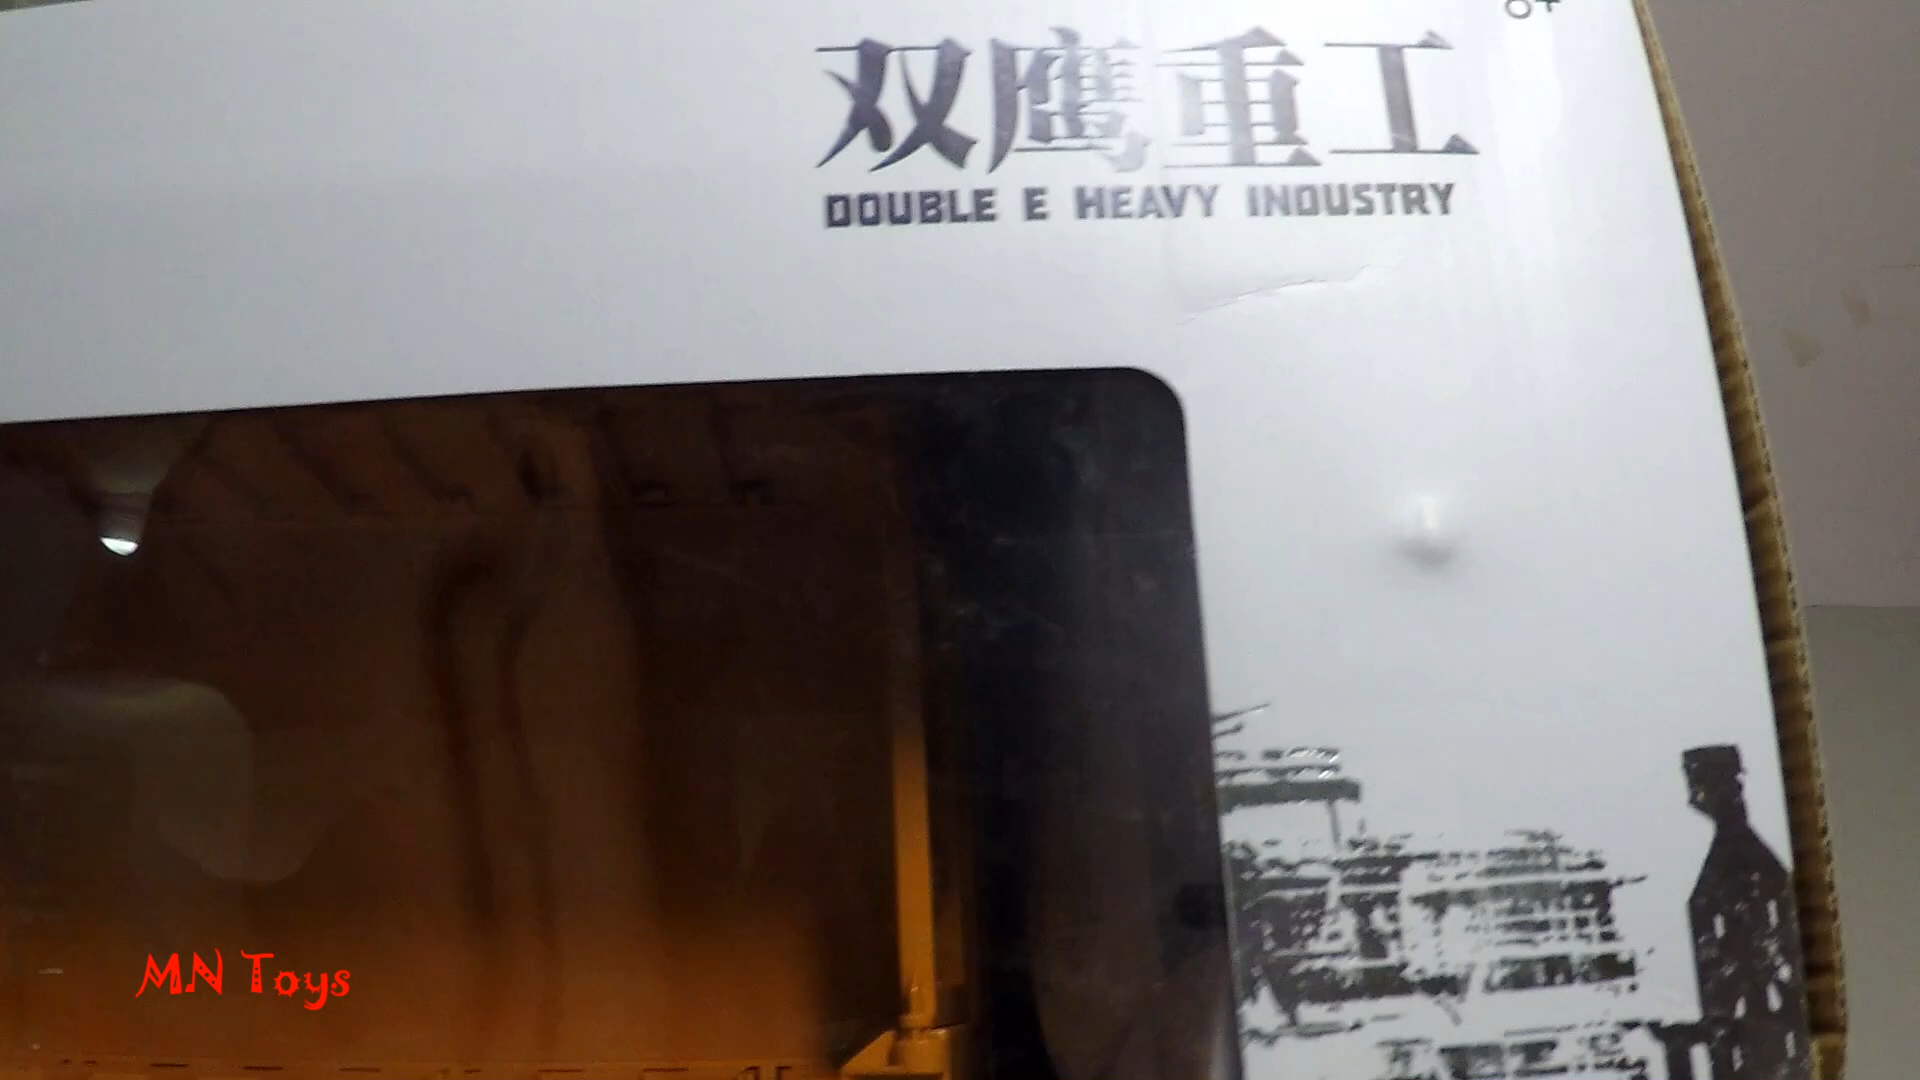 双鹰重工
DOUBLE E HEAVY INDUSTRY
MN Toys